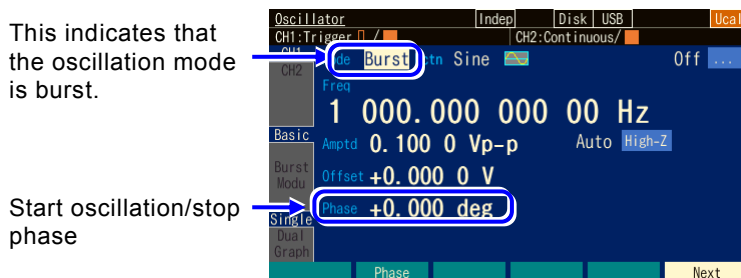 This indicates that
the oscillation mode
is burst.
Start oscillation/stop
phase
Oscillator Indep Disk USB Ucal
CH1:Trigger / CH2:Continuous/
CH1
CH2
Burst Sine Off ...
Freq
1 000.000 000 00 Hz
Basic
Amptd 0.100 0 Vp-p Auto High-Z
Burst
Modu
Offset +0.000 0 V
Phase +0.000 deg
Single
Dual
Graph
Phase Next